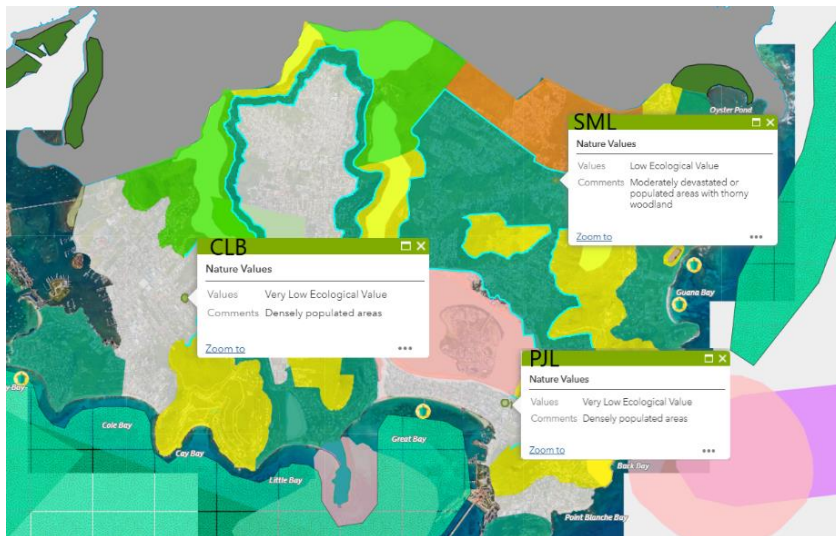 Oyster Pond
SML
Nature Values
Values Low Ecological Value
Comments Moderately devastated or
populated areas with thorny
woodland
Zoom to •••
CLB
Nature Values
Values Very Low Ecological Value
Comments Densely populated areas
Zoom to •••
Guana Bay
PJL
Nature Values
Values Very Low Ecological Value
Comments Densely populated areas
Zoom to •••
Bay
Cole Bay
Cay Bay
Great Bay
Little Bay
Back Bay
Point Blanche Bay